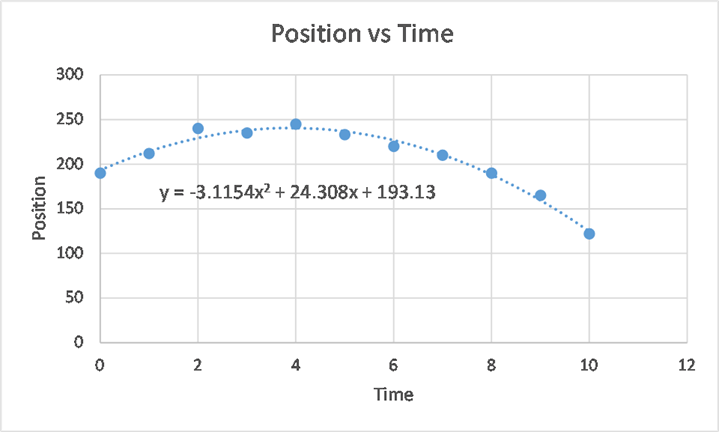 Position vs Time
300
250
200
150
100
50
0
Position
y = -3.1154x² + 24.308x + 193.13
0 2 4 6 8 10 12
Time